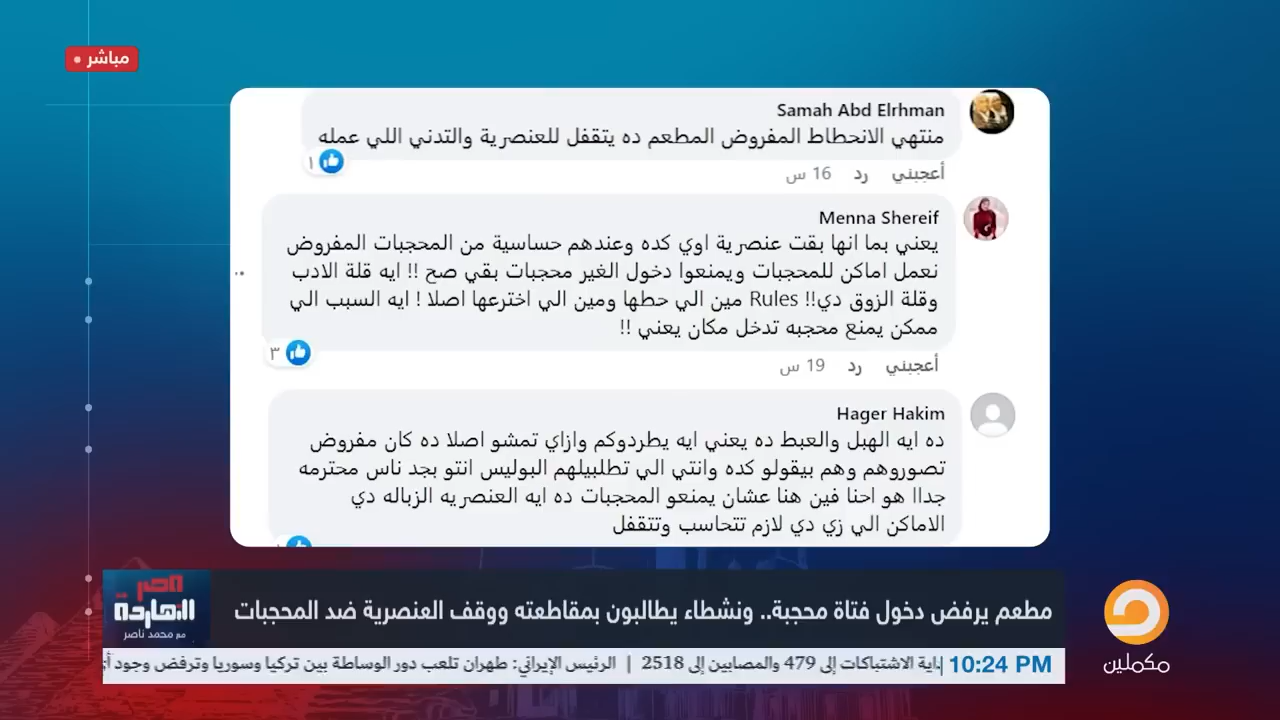 مباشر
Samah Abd Elrhman
منتهي الانحطاط المفروض المطعم ده يتقفل للعنصرية والتدني اللي عمله
١
أعجبني رد 16 س
Menna Shereif
يعني بما انها بقت عنصرية اوي كده وعندهم حساسية من المحجبات المفروض
نعمل اماكن للمحجبات ويمنعوا دخول الغير محجبات بقي صح !! ايه قلة الادب
وقلة الزوق دي!! Rules مين الي حطها ومين الي اخترعها اصلا ! ايه السبب الي
ممكن يمنع محجبه تدخل مكان يعني !!
٣
أعجبني رد 19 س
Hager Hakim
ده ايه الهبل والعبط ده يعني ايه يطردوكم وازاي تمشو اصلا ده كان مفروض
تصوروهم وهم بيقولو كده وانتي الي تطلبيلهم البوليس انتو بجد ناس محترمه
جداا هو احنا فين هنا عشان يمنعو المحجبات ده ايه العنصريه الزباله دي
الاماكن الي زي دي لازم تتحاسب وتتقفل
مصر
النهاردة
مع محمد ناصر
مطعم يرفض دخول فتاة محجبة.. ونشطاء يطالبون بمقاطعته ووقف العنصرية ضد المحجبات
10:24 PM
الاشتباكات إلى 479 والمصابين إلى 2518 | الرئيس الإيراني: طهران تلعب دور الوساطة بين تركيا وسوريا وترفض وجود
مكملين